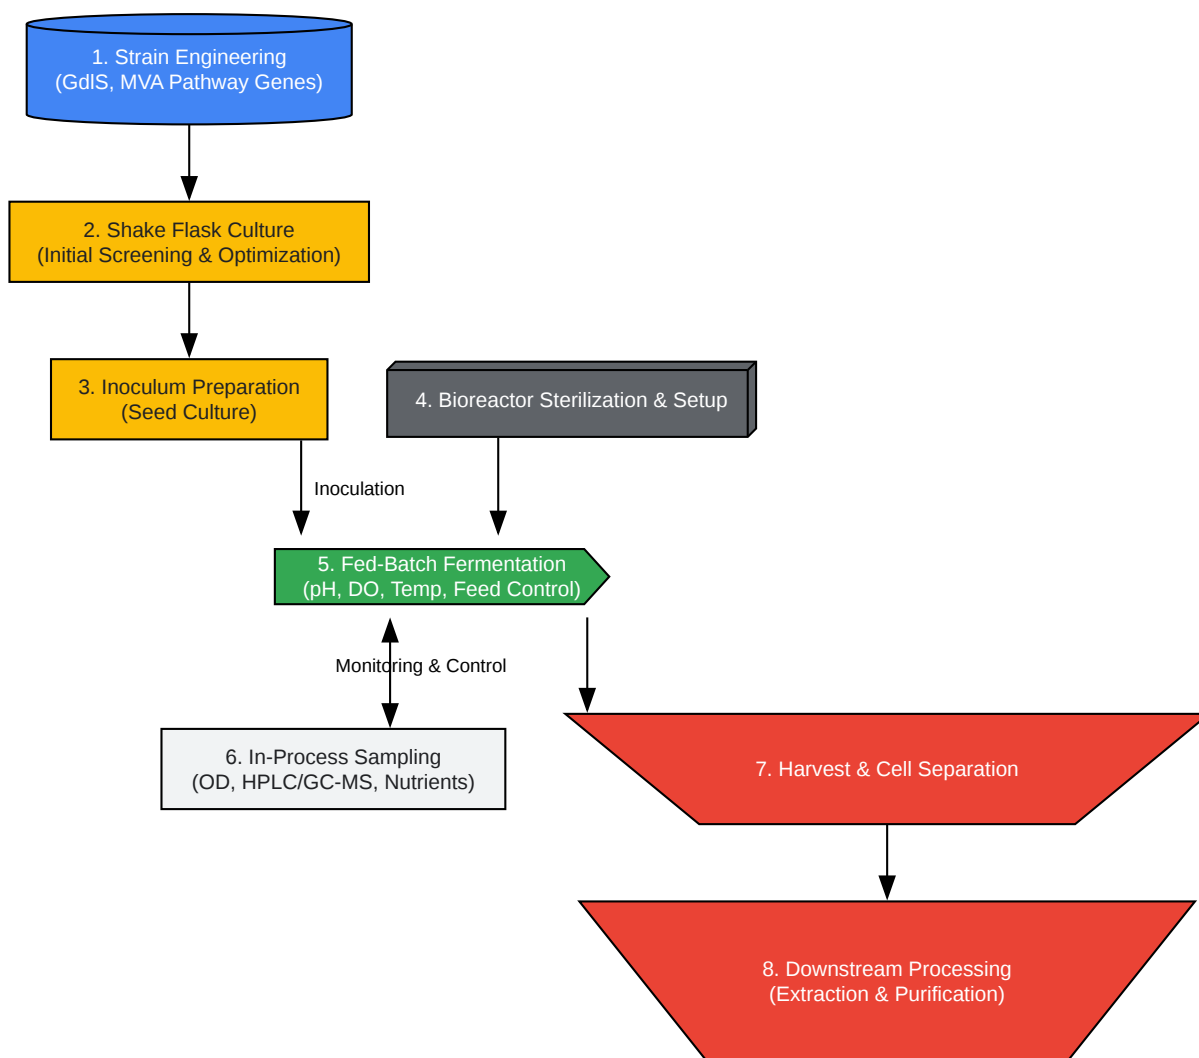 1. Strain Engineering
(GdlS, MVA Pathway Genes)
2. Shake Flask Culture
(Initial Screening & Optimization)
3. Inoculum Preparation
(Seed Culture)
4. Bioreactor Sterilization & Setup
Inoculation
5. Fed-Batch Fermentation
(pH, DO, Temp, Feed Control)
Monitoring & Control
6. In-Process Sampling
(OD, HPLC/GC-MS, Nutrients)
7. Harvest & Cell Separation
8. Downstream Processing
(Extraction & Purification)